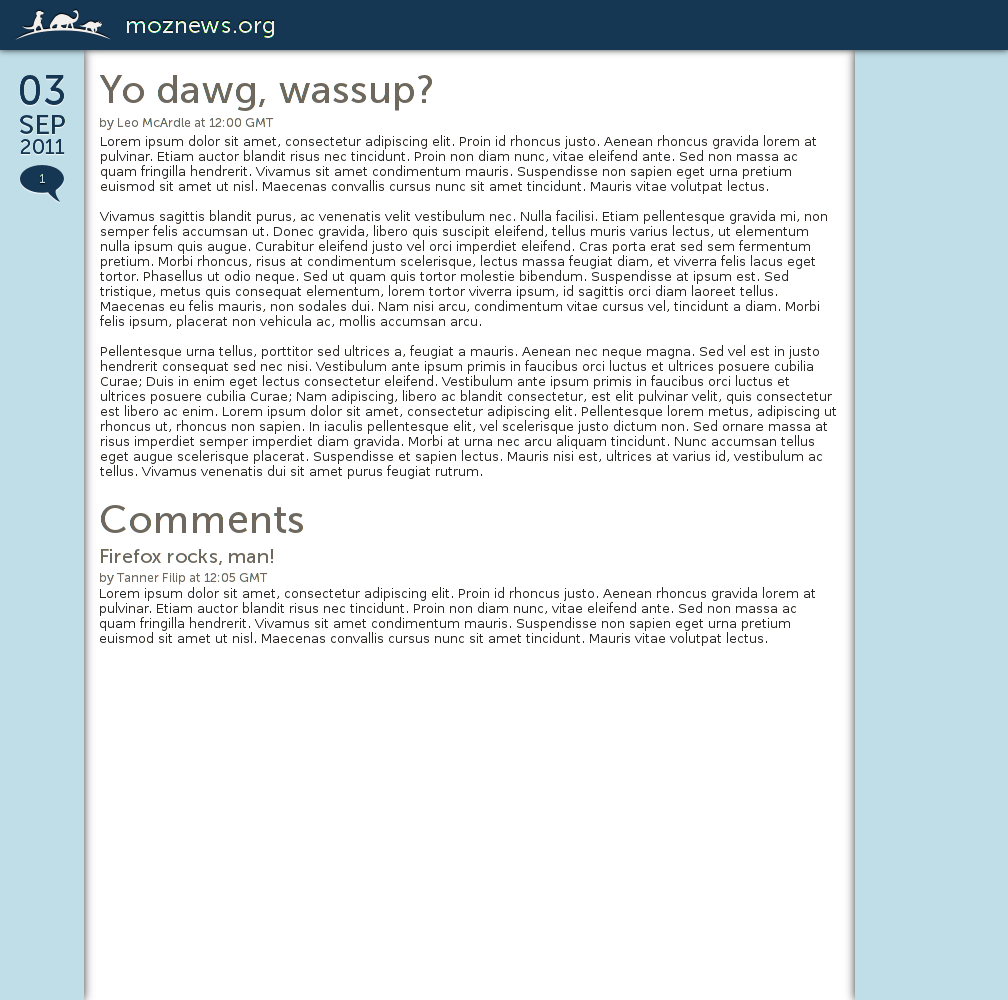 moznews.org
03
SEP
2011
1
Yo dawg, wassup?
by Leo McArdle at 12:00 GMT
Lorem ipsum dolor sit amet, consectetur adipiscing elit. Proin id rhoncus justo. Aenean rhoncus gravida lorem at
pulvinar. Etiam auctor blandit risus nec tincidunt. Proin non diam nunc, vitae eleifend ante. Sed non massa ac
quam fringilla hendrerit. Vivamus sit amet condimentum mauris. Suspendisse non sapien eget urna pretium
euismod sit amet ut nisl. Maecenas convallis cursus nunc sit amet tincidunt. Mauris vitae volutpat lectus.
Vivamus sagittis blandit purus, ac venenatis velit vestibulum nec. Nulla facilisi. Etiam pellentesque gravida mi, non
semper felis accumsan ut. Donec gravida, libero quis suscipit eleifend, tellus muris varius lectus, ut elementum
nulla ipsum quis augue. Curabitur eleifend justo vel orci imperdiet eleifend. Cras porta erat sed sem fermentum
pretium. Morbi rhoncus, risus at condimentum scelerisque, lectus massa feugiat diam, et viverra felis lacus eget
tortor. Phasellus ut odio neque. Sed ut quam quis tortor molestie bibendum. Suspendisse at ipsum est. Sed
tristique, metus quis consequat elementum, lorem tortor viverra ipsum, id sagittis orci diam laoreet tellus.
Maecenas eu felis mauris, non sodales dui. Nam nisi arcu, condimentum vitae cursus vel, tincidunt a diam. Morbi
felis ipsum, placerat non vehicula ac, mollis accumsan arcu.
Pellentesque urna tellus, porttitor sed ultrices a, feugiat a mauris. Aenean nec neque magna. Sed vel est in justo
hendrerit consequat sed nec nisi. Vestibulum ante ipsum primis in faucibus orci luctus et ultrices posuere cubilia
Curae; Duis in enim eget lectus consectetur eleifend. Vestibulum ante ipsum primis in faucibus orci luctus et
ultrices posuere cubilia Curae; Nam adipiscing, libero ac blandit consectetur, est elit pulvinar velit, quis consectetur
est libero ac enim. Lorem ipsum dolor sit amet, consectetur adipiscing elit. Pellentesque lorem metus, adipiscing ut
rhoncus ut, rhoncus non sapien. In iaculis pellentesque elit, vel scelerisque justo dictum non. Sed ornare massa at
risus imperdiet semper imperdiet diam gravida. Morbi at urna nec arcu aliquam tincidunt. Nunc accumsan tellus
eget augue scelerisque placerat. Suspendisse et sapien lectus. Mauris nisi est, ultrices at varius id, vestibulum ac
tellus. Vivamus venenatis dui sit amet purus feugiat rutrum.
Comments
Firefox rocks, man!
by Tanner Filip at 12:05 GMT
Lorem ipsum dolor sit amet, consectetur adipiscing elit. Proin id rhoncus justo. Aenean rhoncus gravida lorem at
pulvinar. Etiam auctor blandit risus nec tincidunt. Proin non diam nunc, vitae eleifend ante. Sed non massa ac
quam fringilla hendrerit. Vivamus sit amet condimentum mauris. Suspendisse non sapien eget urna pretium
euismod sit amet ut nisl. Maecenas convallis cursus nunc sit amet tincidunt. Mauris vitae volutpat lectus.